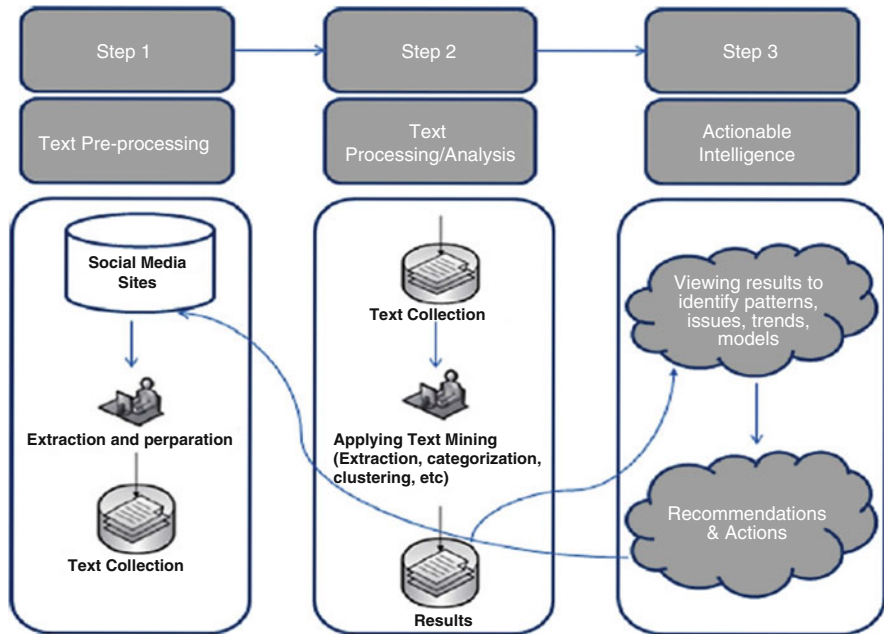 Step 1
Step 2
Step 3
Text Pre-processing
Text
Processing/Analysis
Actionable
Intelligence
Social Media
Sites
Extraction and perparation
Text Collection
Text Collection
Applying Text Mining
(Extraction, categorization,
clustering, etc)
Results
Viewing results to
identify patterns,
issues, trends,
models
Recommendations
& Actions